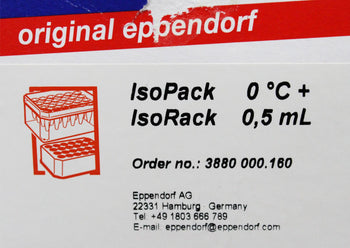 original eppendorf
IsoPack 0 °C +
IsoRack 0,5 mL
Order no.: 3880 000.160
Eppendorf AG
22331 Hamburg Germany
Tel: +49 1803 666 789
E-mail: eppendorf@eppendorf.com